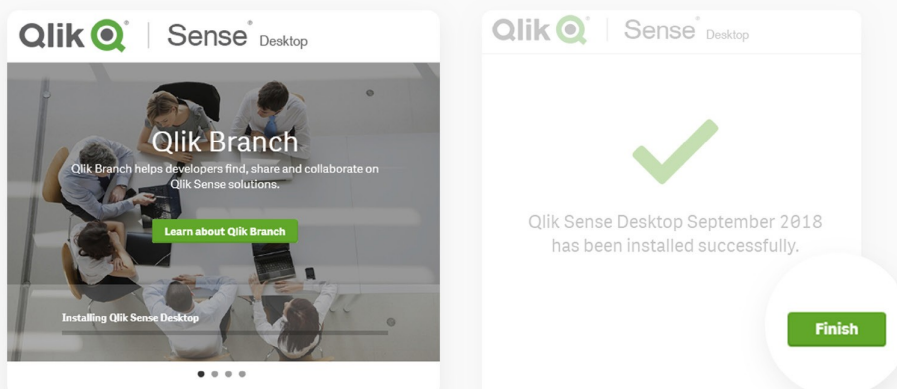 Qlik Sense® Desktop
Qlik Branch
Qlik Branch helps developers find, share and collaborate on
Qlik Sense solutions.
Learn about Qlik Branch
Installing Qlik Sense Desktop
Qlik Sense® Desktop
Qlik Sense Desktop September 2018
has been installed successfully.
Finish